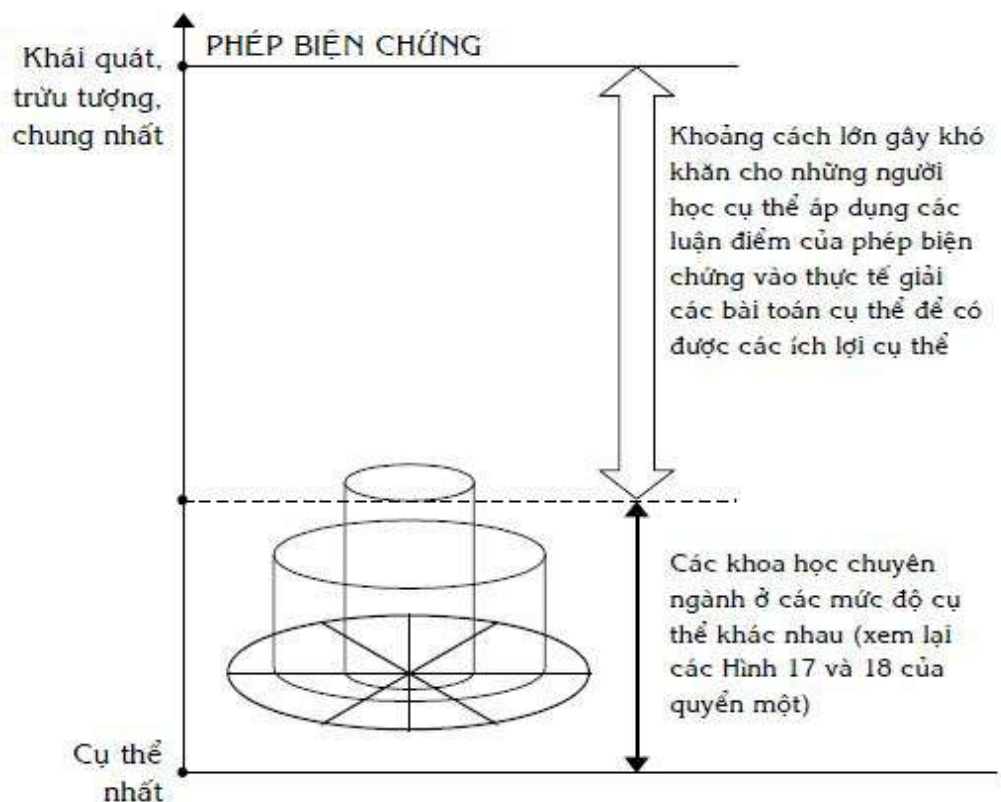 PHÉP BIỆN CHỨNG
Khái quát,
trừu tượng,
chung nhất
Khoảng cách lớn gây khó
khăn cho những người
học cụ thể áp dụng các
luận điểm của phép biện
chứng vào thực tế giải
các bài toán cụ thể để có
được các ích lợi cụ thể
Các khoa học chuyên
ngành ở các mức độ cụ
thể khác nhau (xem lại
các Hình 17 và 18 của
quyển một)
Cụ thể
nhất